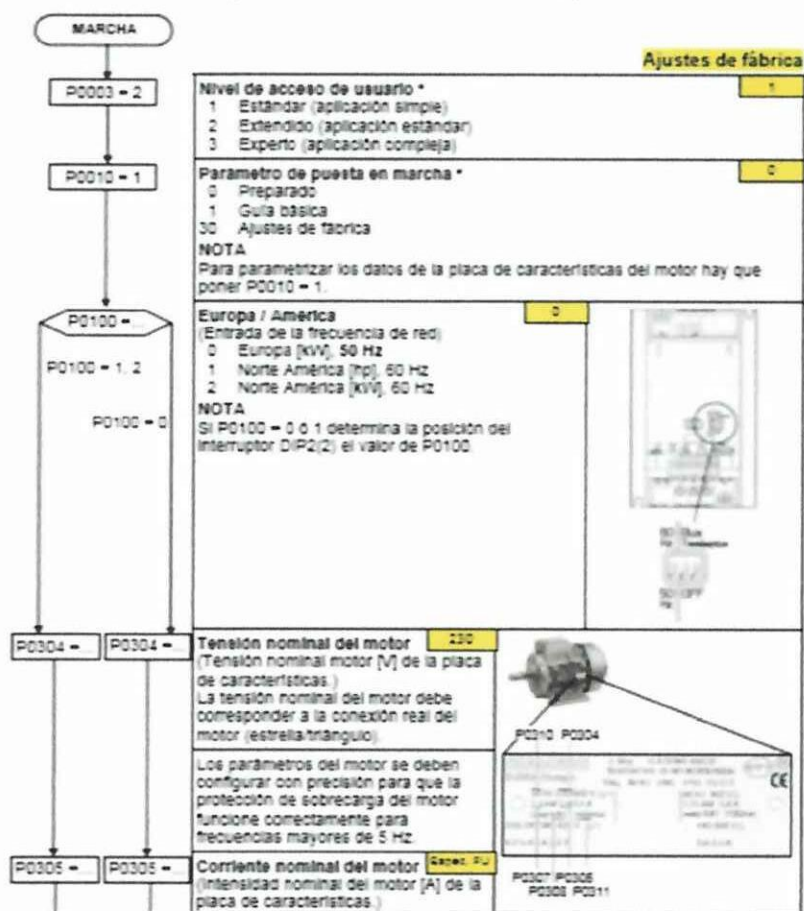 MARCHA
Ajustes de fábrica
P0003 = 2
Nivel de acceso de usuario *
1
1 Estándar (aplicación simple)
2 Extendido (aplicación estándar)
3 Experto (aplicación compleja)
P0010 = 1
Parámetro de puesta en marcha *
0
0 Preparado
1 Guía básica
30 Ajustes de fábrica
NOTA
Para parametrizar los datos de la placa de características del motor hay que
poner P0010 = 1.
P0100 =...
P0100 = 1, 2
P0100 = 0
Europa / América
0
(Entrada de la frecuencia de red)
0 Europa [kW], 50 Hz
1 Norte América [hp], 60 Hz
2 Norte América [kW], 60 Hz
NOTA
Si P0100 = 0 ó 1 determina la posición del
interruptor DIP2(2) el valor de P0100.
P0304 =...
P0304 =...
Tensión nominal del motor
230
(Tensión nominal motor [V] de la placa
de características.)
La tensión nominal del motor debe
corresponder a la conexión real del
motor (estrella/triángulo).
Los parámetros del motor se deben
configurar con precisión para que la
protección de sobrecarga del motor
funcione correctamente para
frecuencias mayores de 5 Hz.
P0310 P0304
CE
P0307 P0305
P0308 P0311
P0305 =...
P0305 =...
Corriente nominal del motor
Espec. PU
(Intensidad nominal del motor [A] de la
placa de características.)